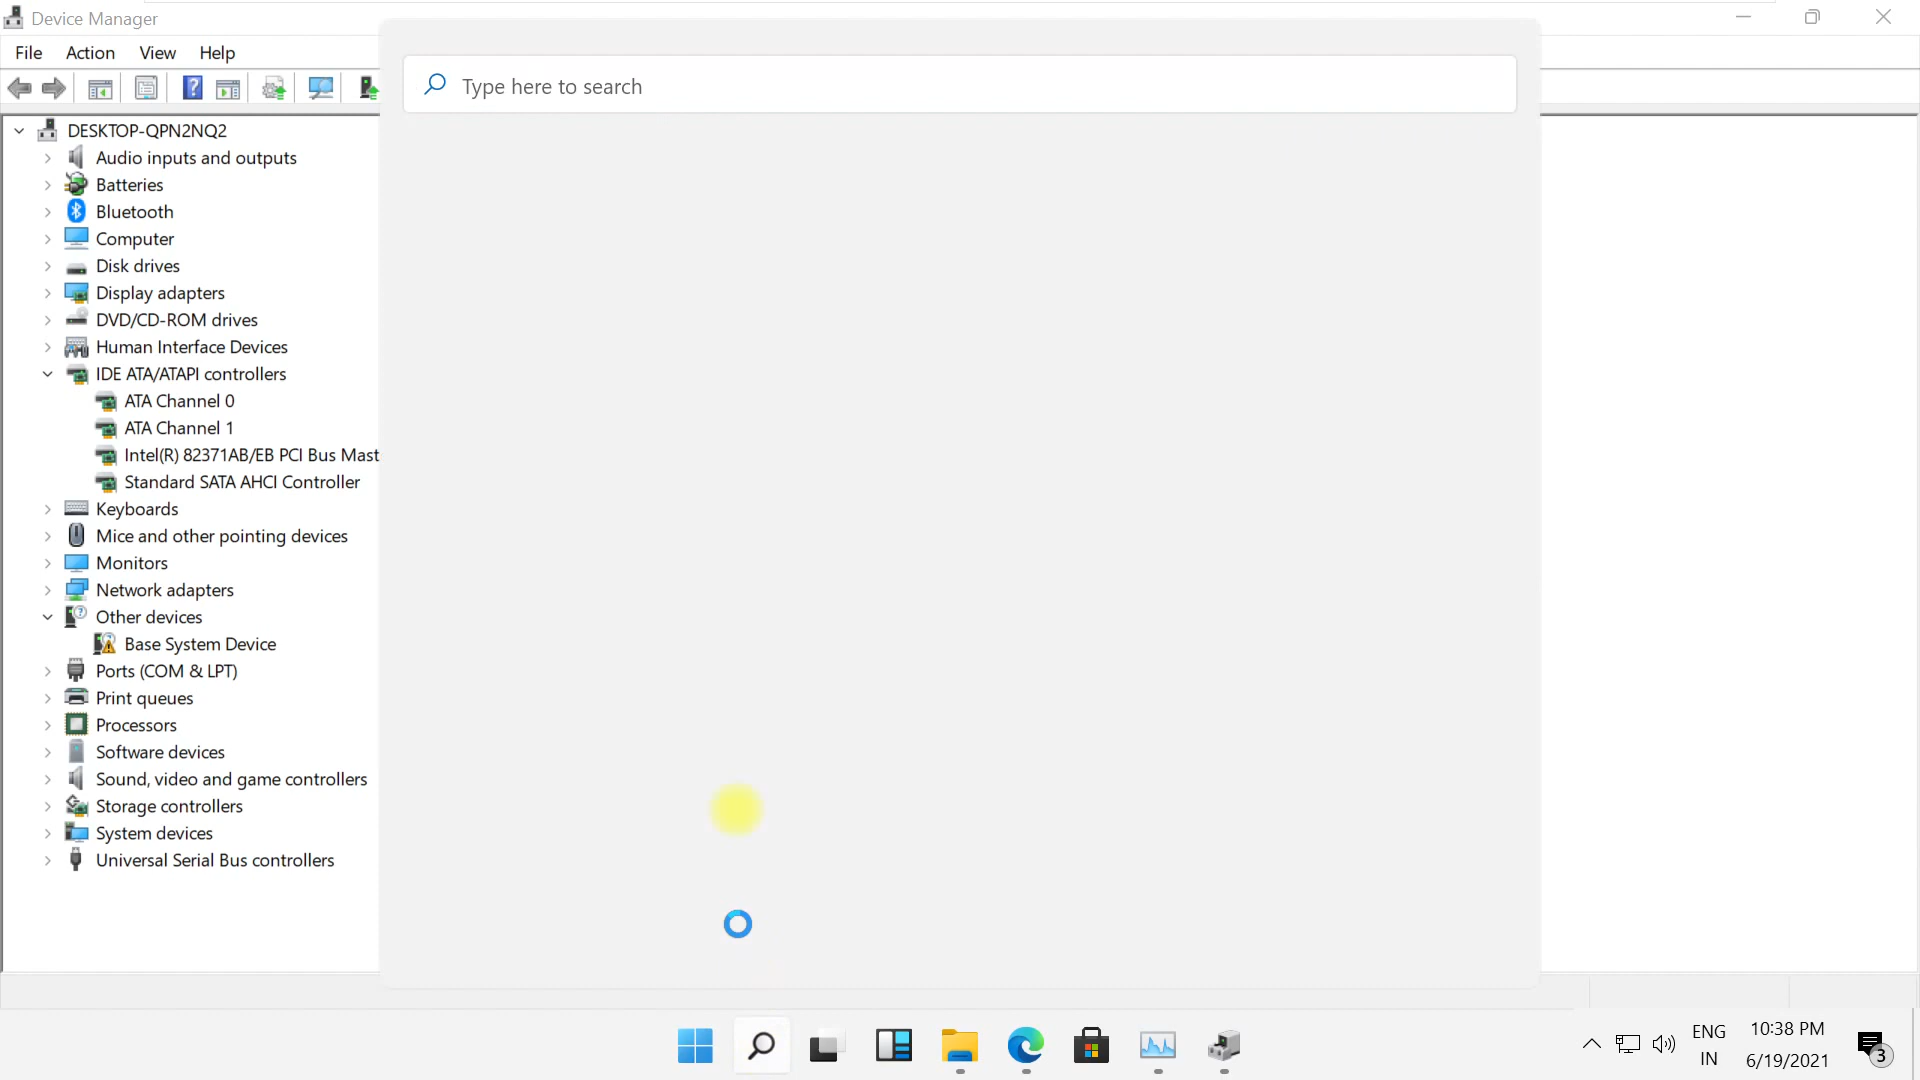 Device Manager
File Action View Help
Type here to search
DESKTOP-QPN2NQ2
Audio inputs and outputs
Batteries
Bluetooth
Computer
Disk drives
Display adapters
DVD/CD-ROM drives
Human Interface Devices
IDE ATA/ATAPI controllers
ATA Channel 0
ATA Channel 1
Intel(R) 82371AB/EB PCI Bus Mast
Standard SATA AHCI Controller
Keyboards
Mice and other pointing devices
Monitors
Network adapters
Other devices
Base System Device
Ports (COM & LPT)
Print queues
Processors
Software devices
Sound, video and game controllers
Storage controllers
System devices
Universal Serial Bus controllers
ENG 10:38 PM
IN 6/19/2021
3